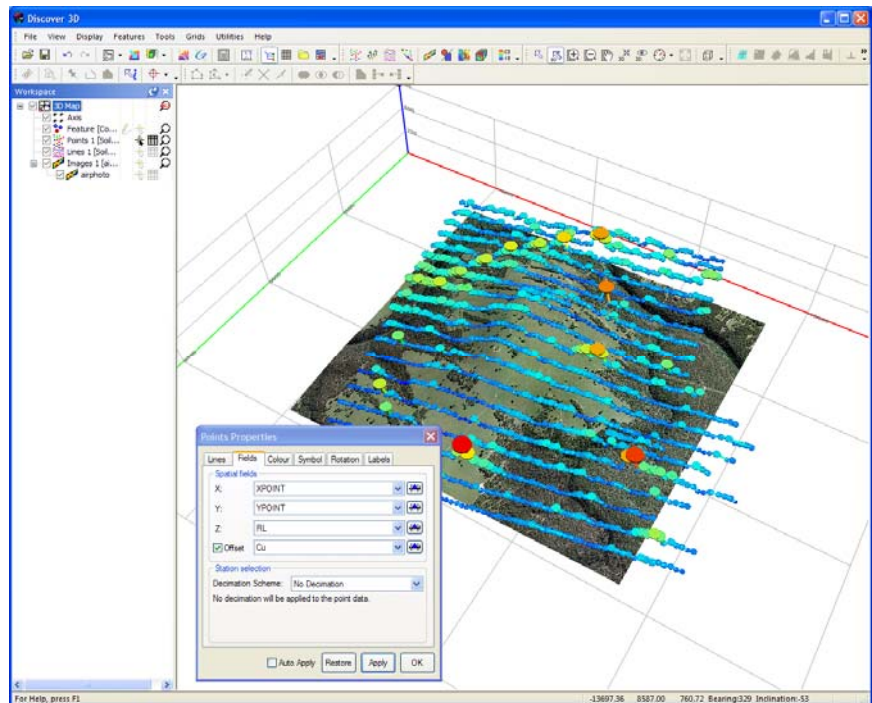 Discover 3D
File View Display Features Tools Grids Utilities Help
Workspace
3D Map
Axis
Feature [Co...
Points 1 [Soil...
Lines 1 [Soil...
Images 1 [ai...
airphoto
Points Properties
Lines Fields Colour Symbol Rotation Labels
Spatial fields
X: XPOINT
Y: YPOINT
Z: RL
Offset Cu
Station selection
Decimation Scheme: No Decimation
No decimation will be applied to the point data.
Auto Apply Restore Apply OK
For Help, press F1
-13697.36 8587.00 760.72 Bearing:329 Inclination:-53